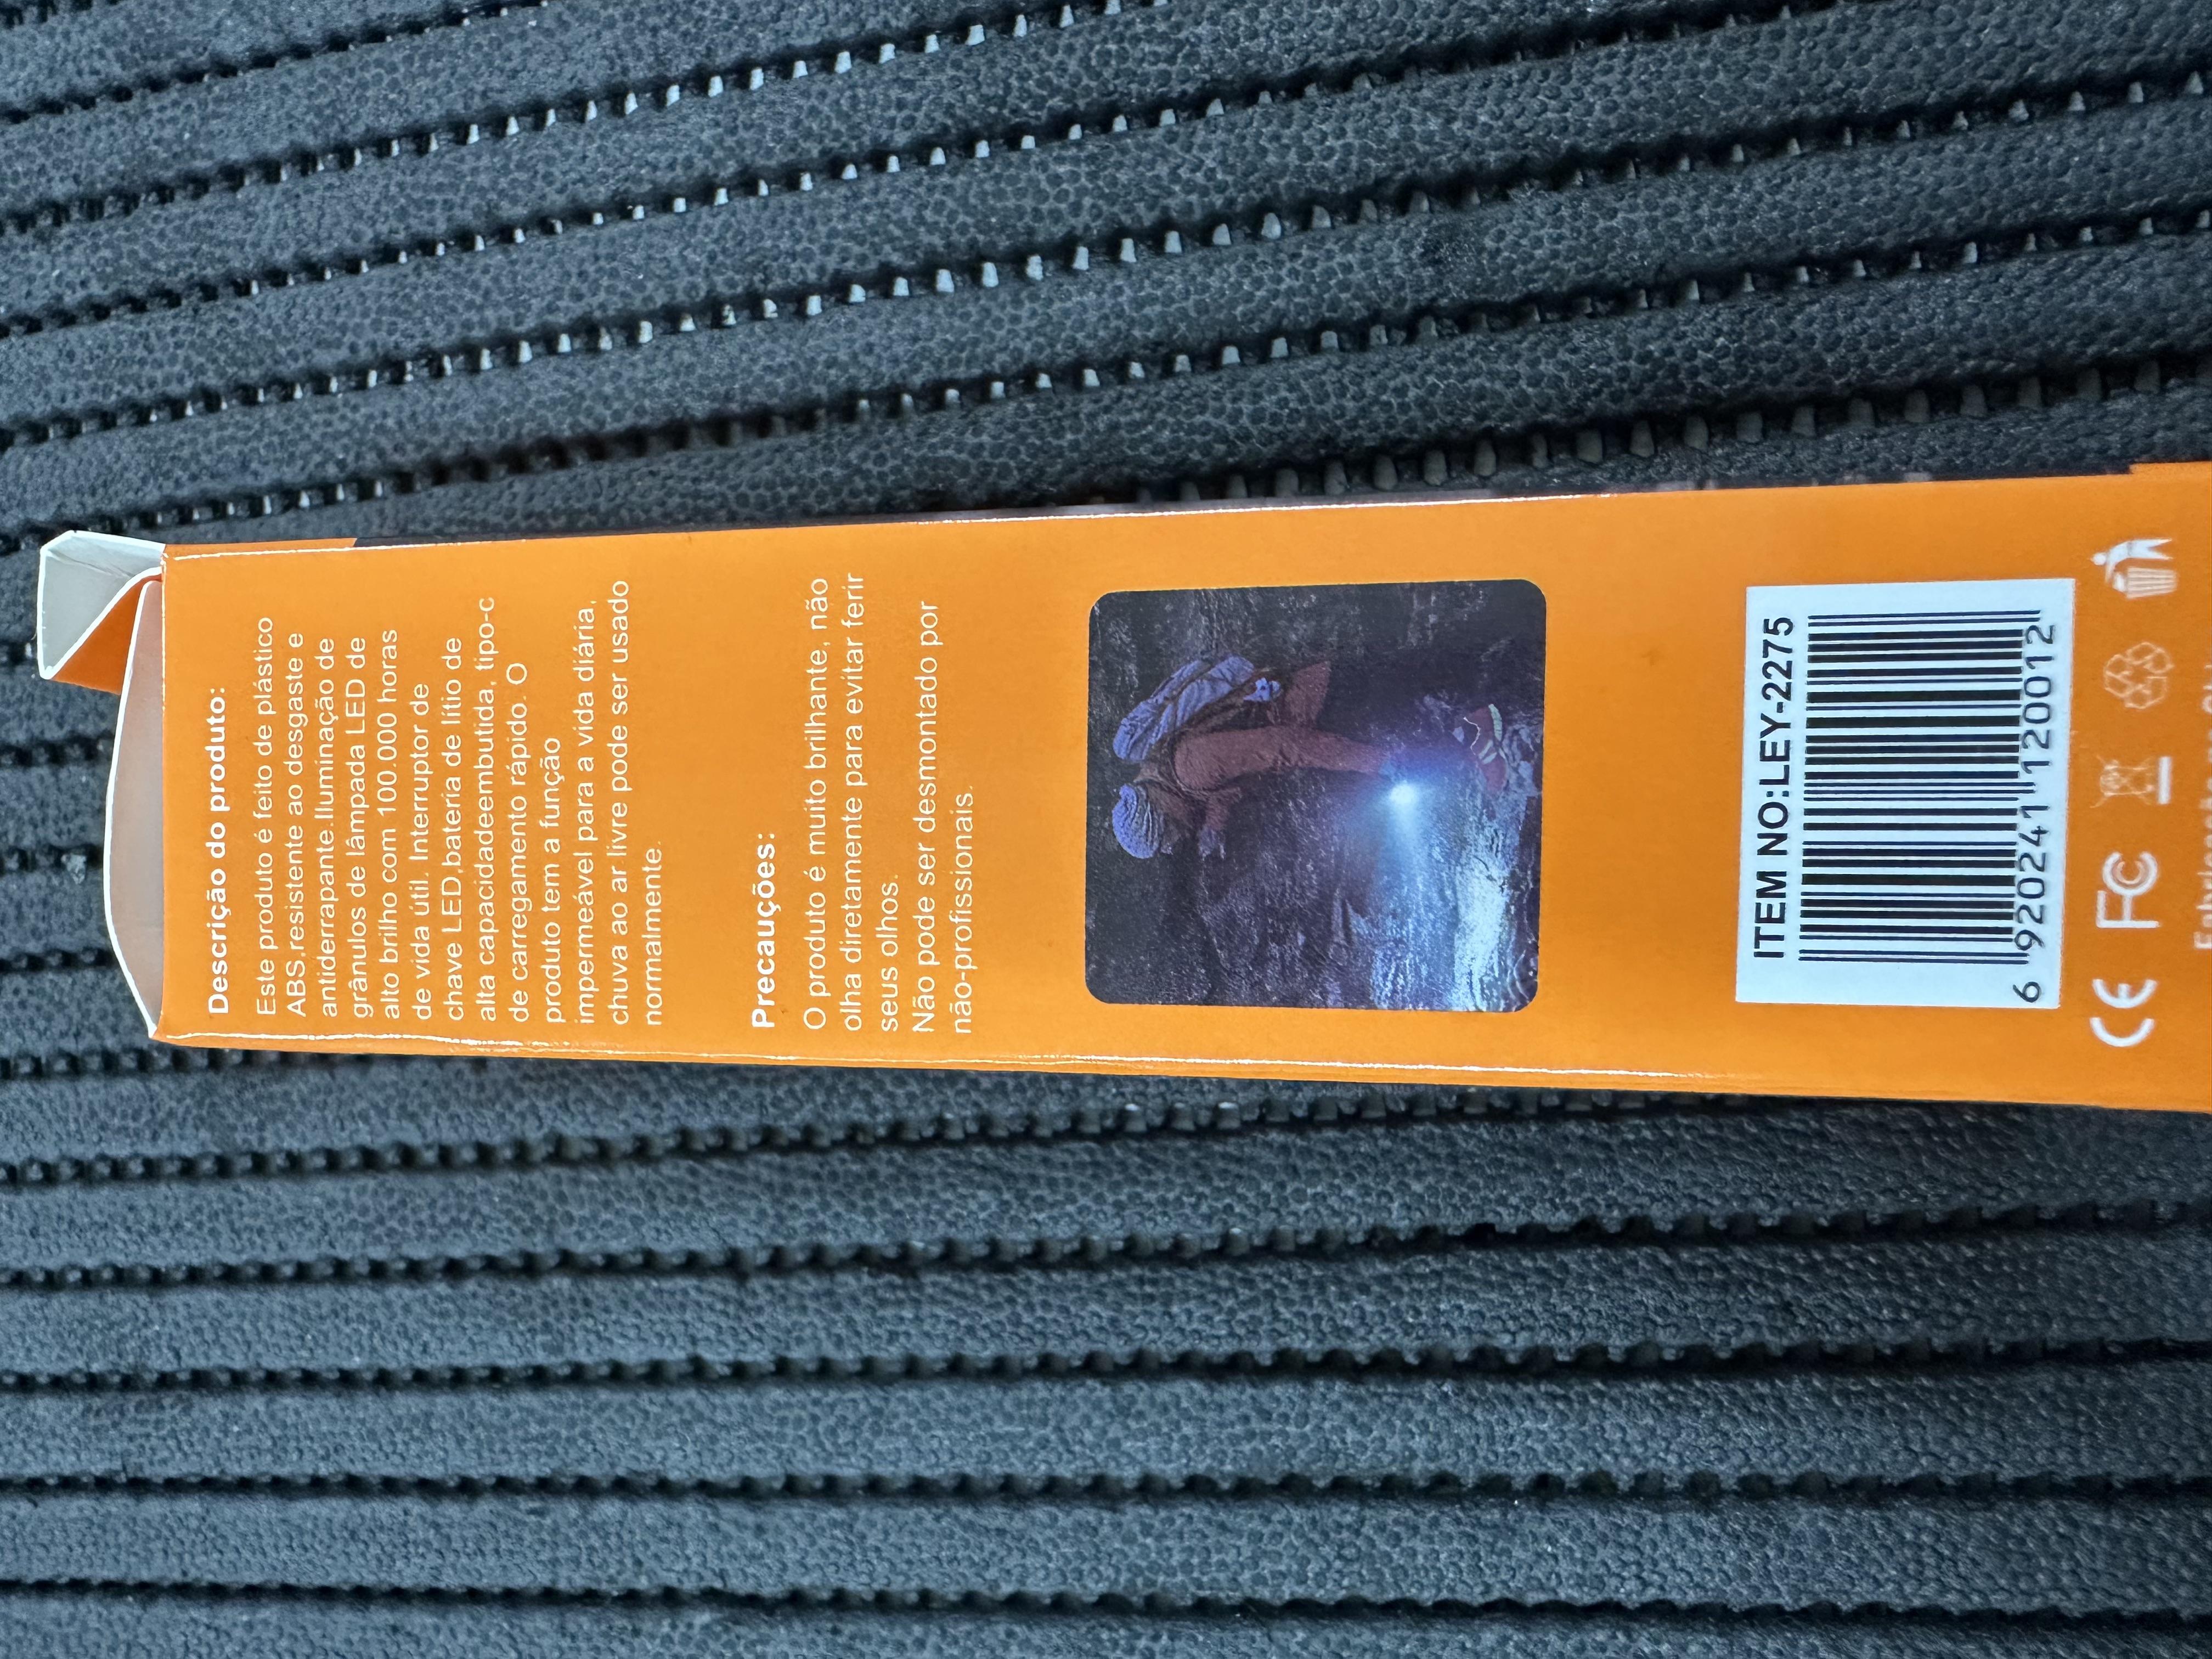 Descrição do produto:
Este produto é feito de plástico
ABS,resistente ao desgaste e
antiderrapante.Iluminação de
grânulos de lâmpada LED de
alto brilho com 100.000 horas
de vida útil. Interruptor de
chave LED,bateria de lítio de
alta capacidadeembutida, tipo-c
de carregamento rápido. O
produto tem a função
impermeável para a vida diária,
chuva ao ar livre pode ser usado
normalmente.
Precauções:
O produto é muito brilhante, não
olha diretamente para evitar ferir
seus olhos.
Não pode ser desmontado por
não-profissionais.
ITEM NO:LEY-2275
6 920241 120012
CE FC